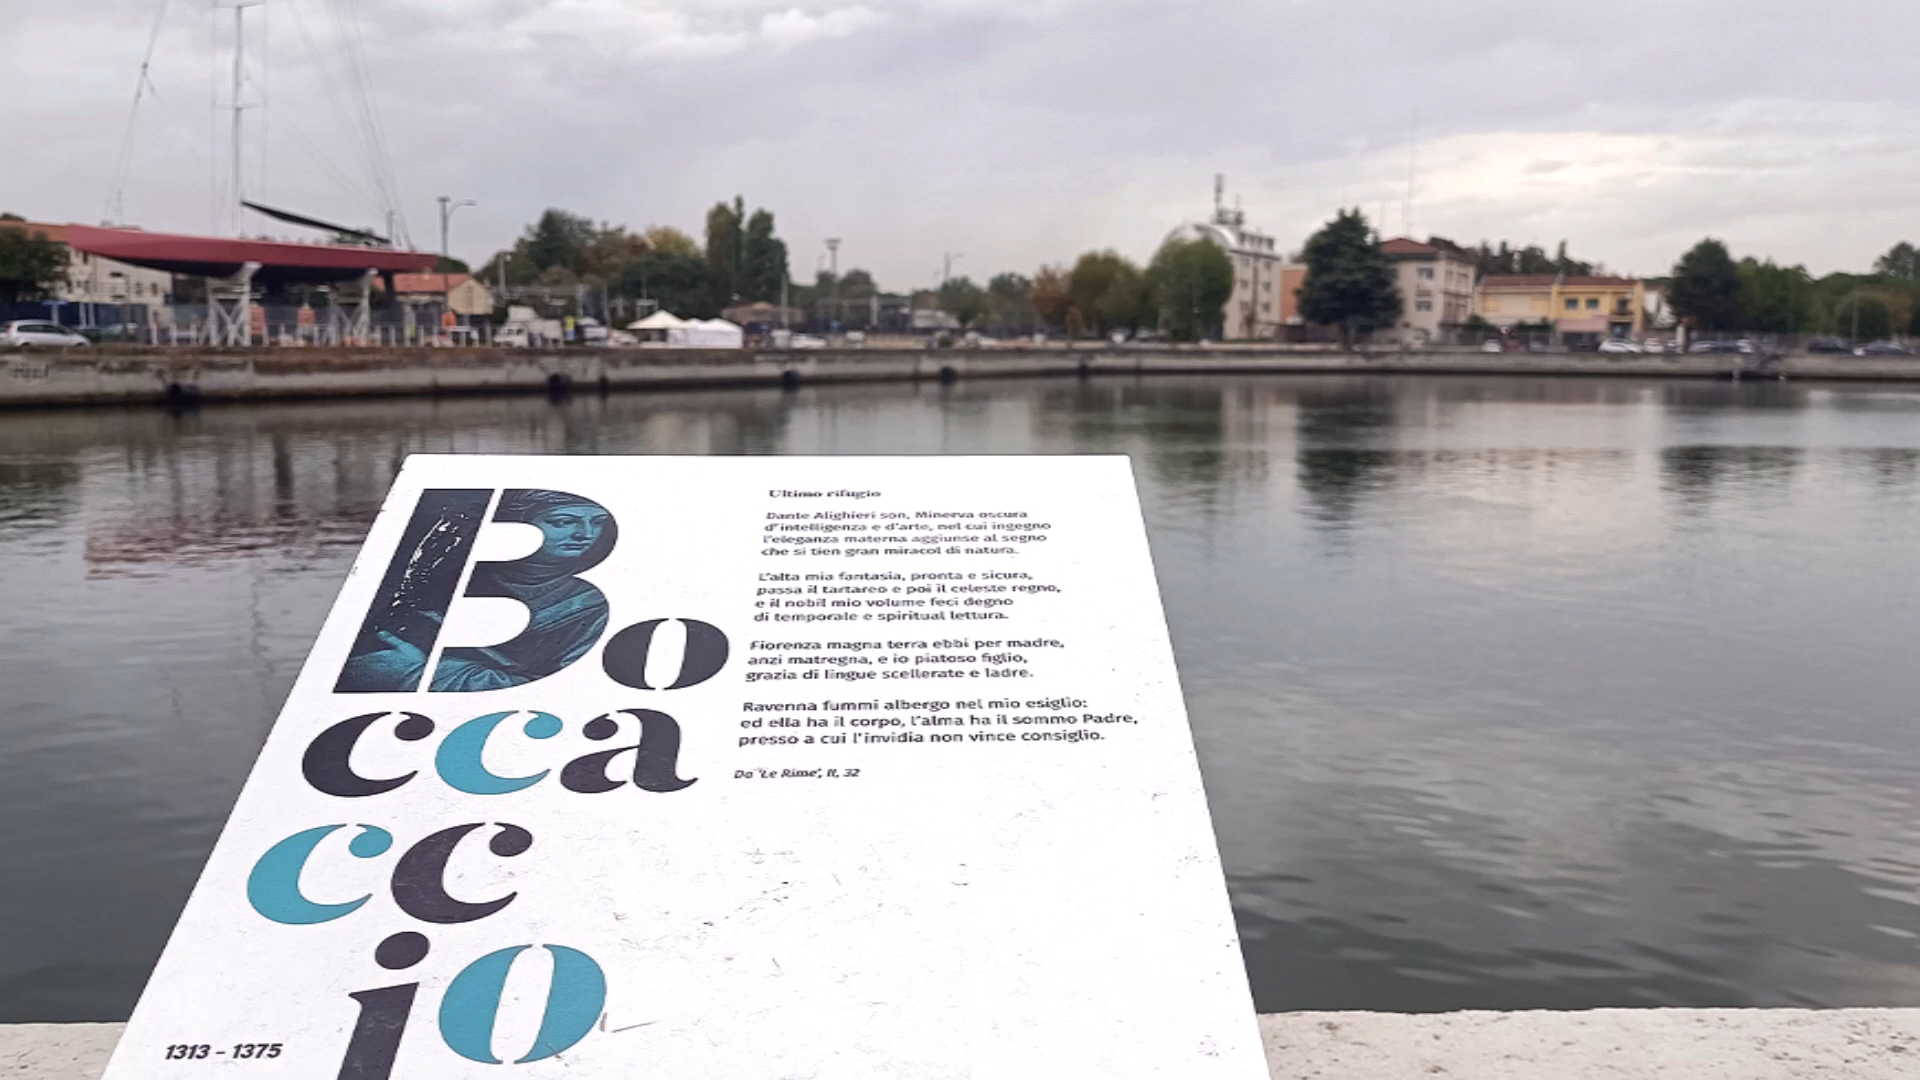 Bo
cca
cc
io
1313 - 1375
Ultimo rifugio
Dante Alighieri son, Minerva oscura
d'intelligenza e d'arte, nel cui ingegno
l'eleganza materna aggiunse al segno
che si tien gran miracol di natura.
L'alta mia fantasia, pronta e sicura,
passa il tartareo e poi il celeste regno,
e il nobil mio volume feci degno
di temporale e spiritual lettura.
Fiorenza magna terra ebbi per madre,
anzi matregna, e io piatoso figlio,
grazia di lingue scellerate e ladre.
Ravenna fummi albergo nel mio esiglio:
ed ella ha il corpo, l'alma ha il sommo Padre,
presso a cui l'invidia non vince consiglio.
Da 'Le Rime', II, 32